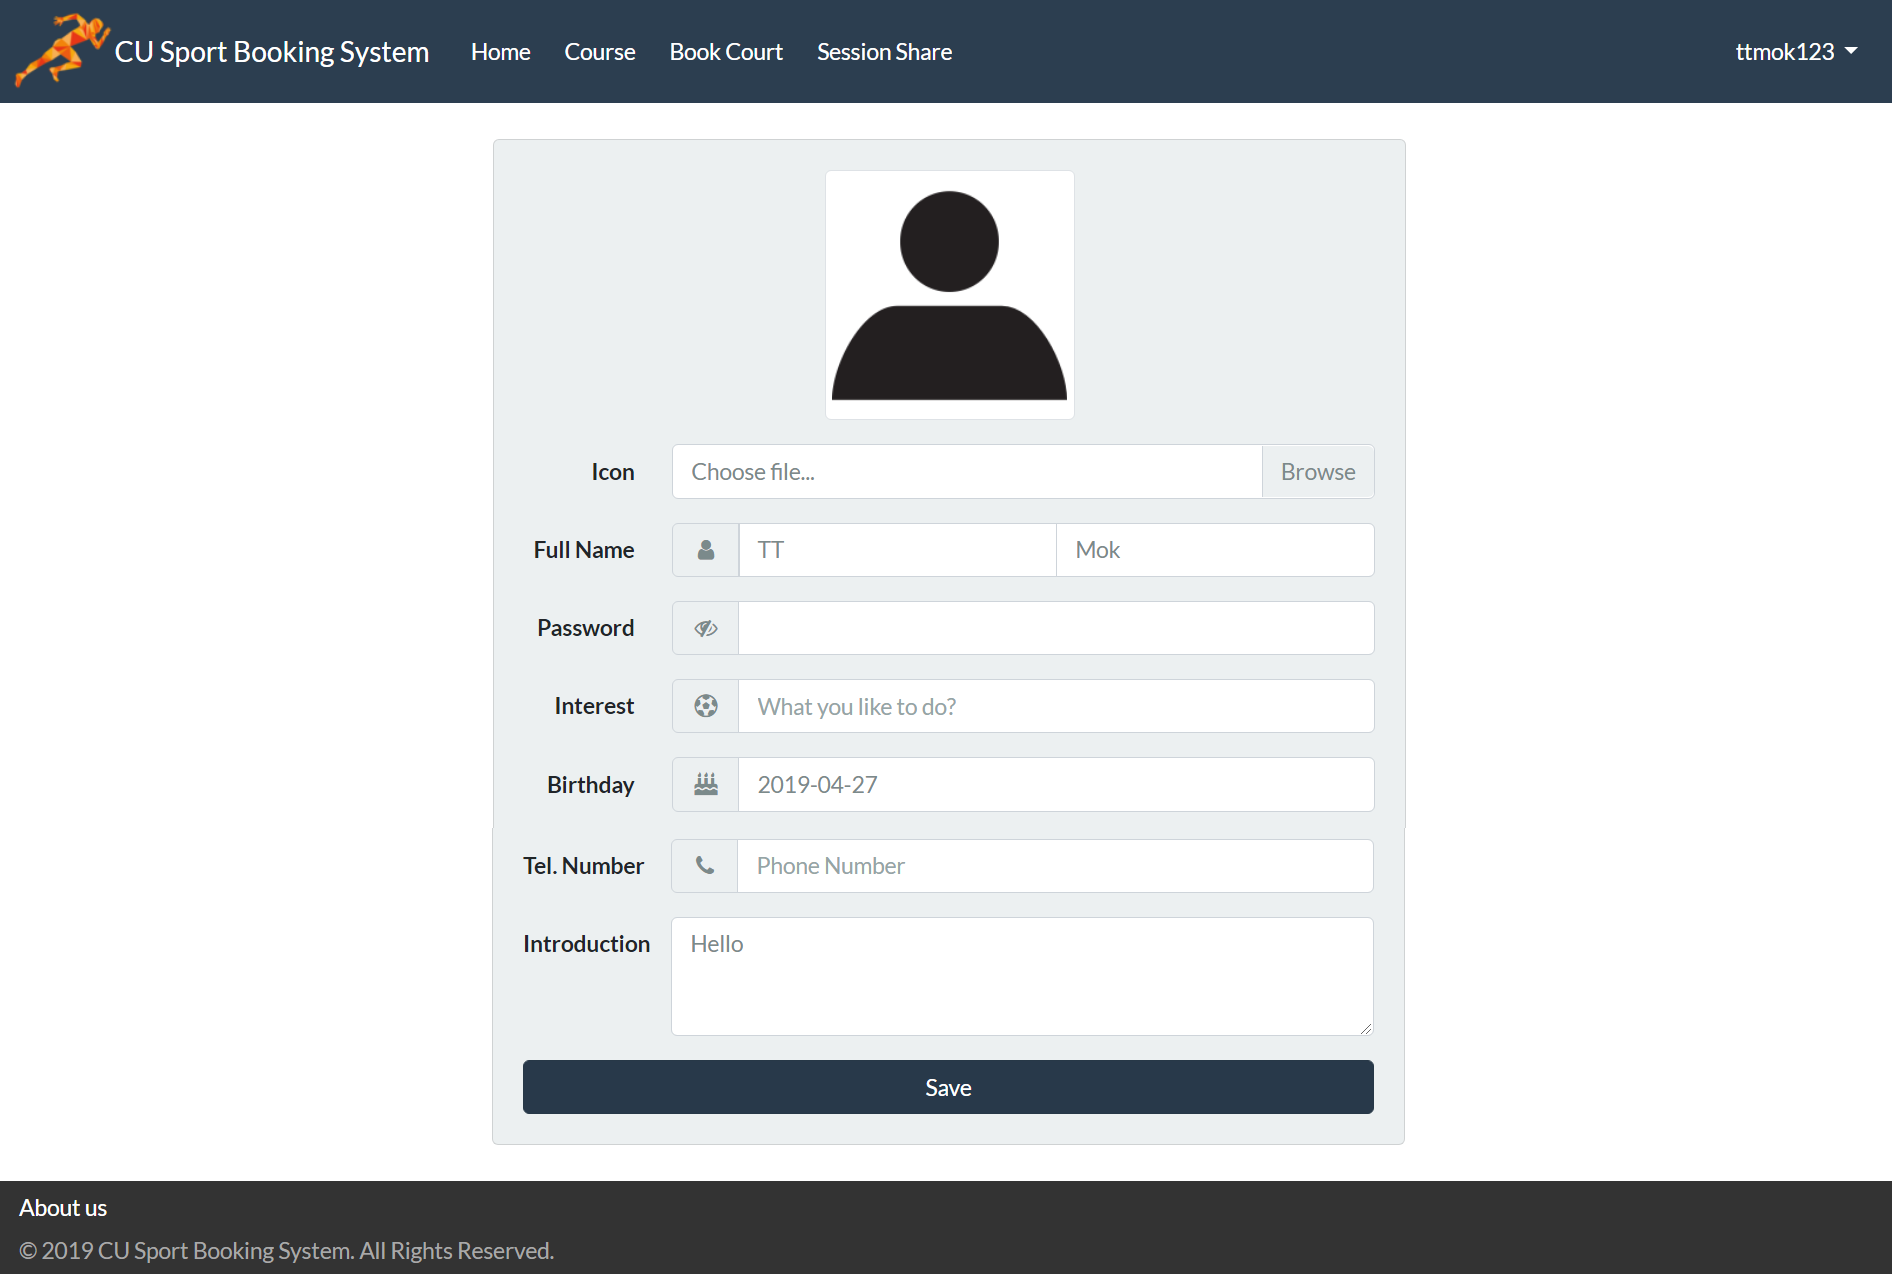 CU Sport Booking System Home Course Book Court Session Share ttmok123
Icon Choose file... Browse
Full Name TT Mok
Password
Interest What you like to do?
Birthday 2019-04-27
Tel. Number Phone Number
Introduction Hello
Save
About us
© 2019 CU Sport Booking System. All Rights Reserved.